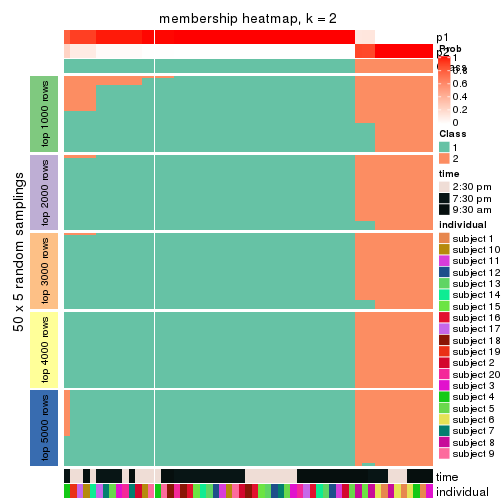 membership heatmap, k = 2
p1
p2
Class
Prob
1
0.8
0.6
0.4
0.2
0
Class
1
2
time
2:30 pm
7:30 pm
9:30 am
individual
subject 1
subject 10
subject 11
subject 12
subject 13
subject 14
subject 15
subject 16
subject 17
subject 18
subject 19
subject 2
subject 20
subject 3
subject 4
subject 5
subject 6
subject 7
subject 8
subject 9
50 x 5 random samplings
top 1000 rows
top 2000 rows
top 3000 rows
top 4000 rows
top 5000 rows
time
individual